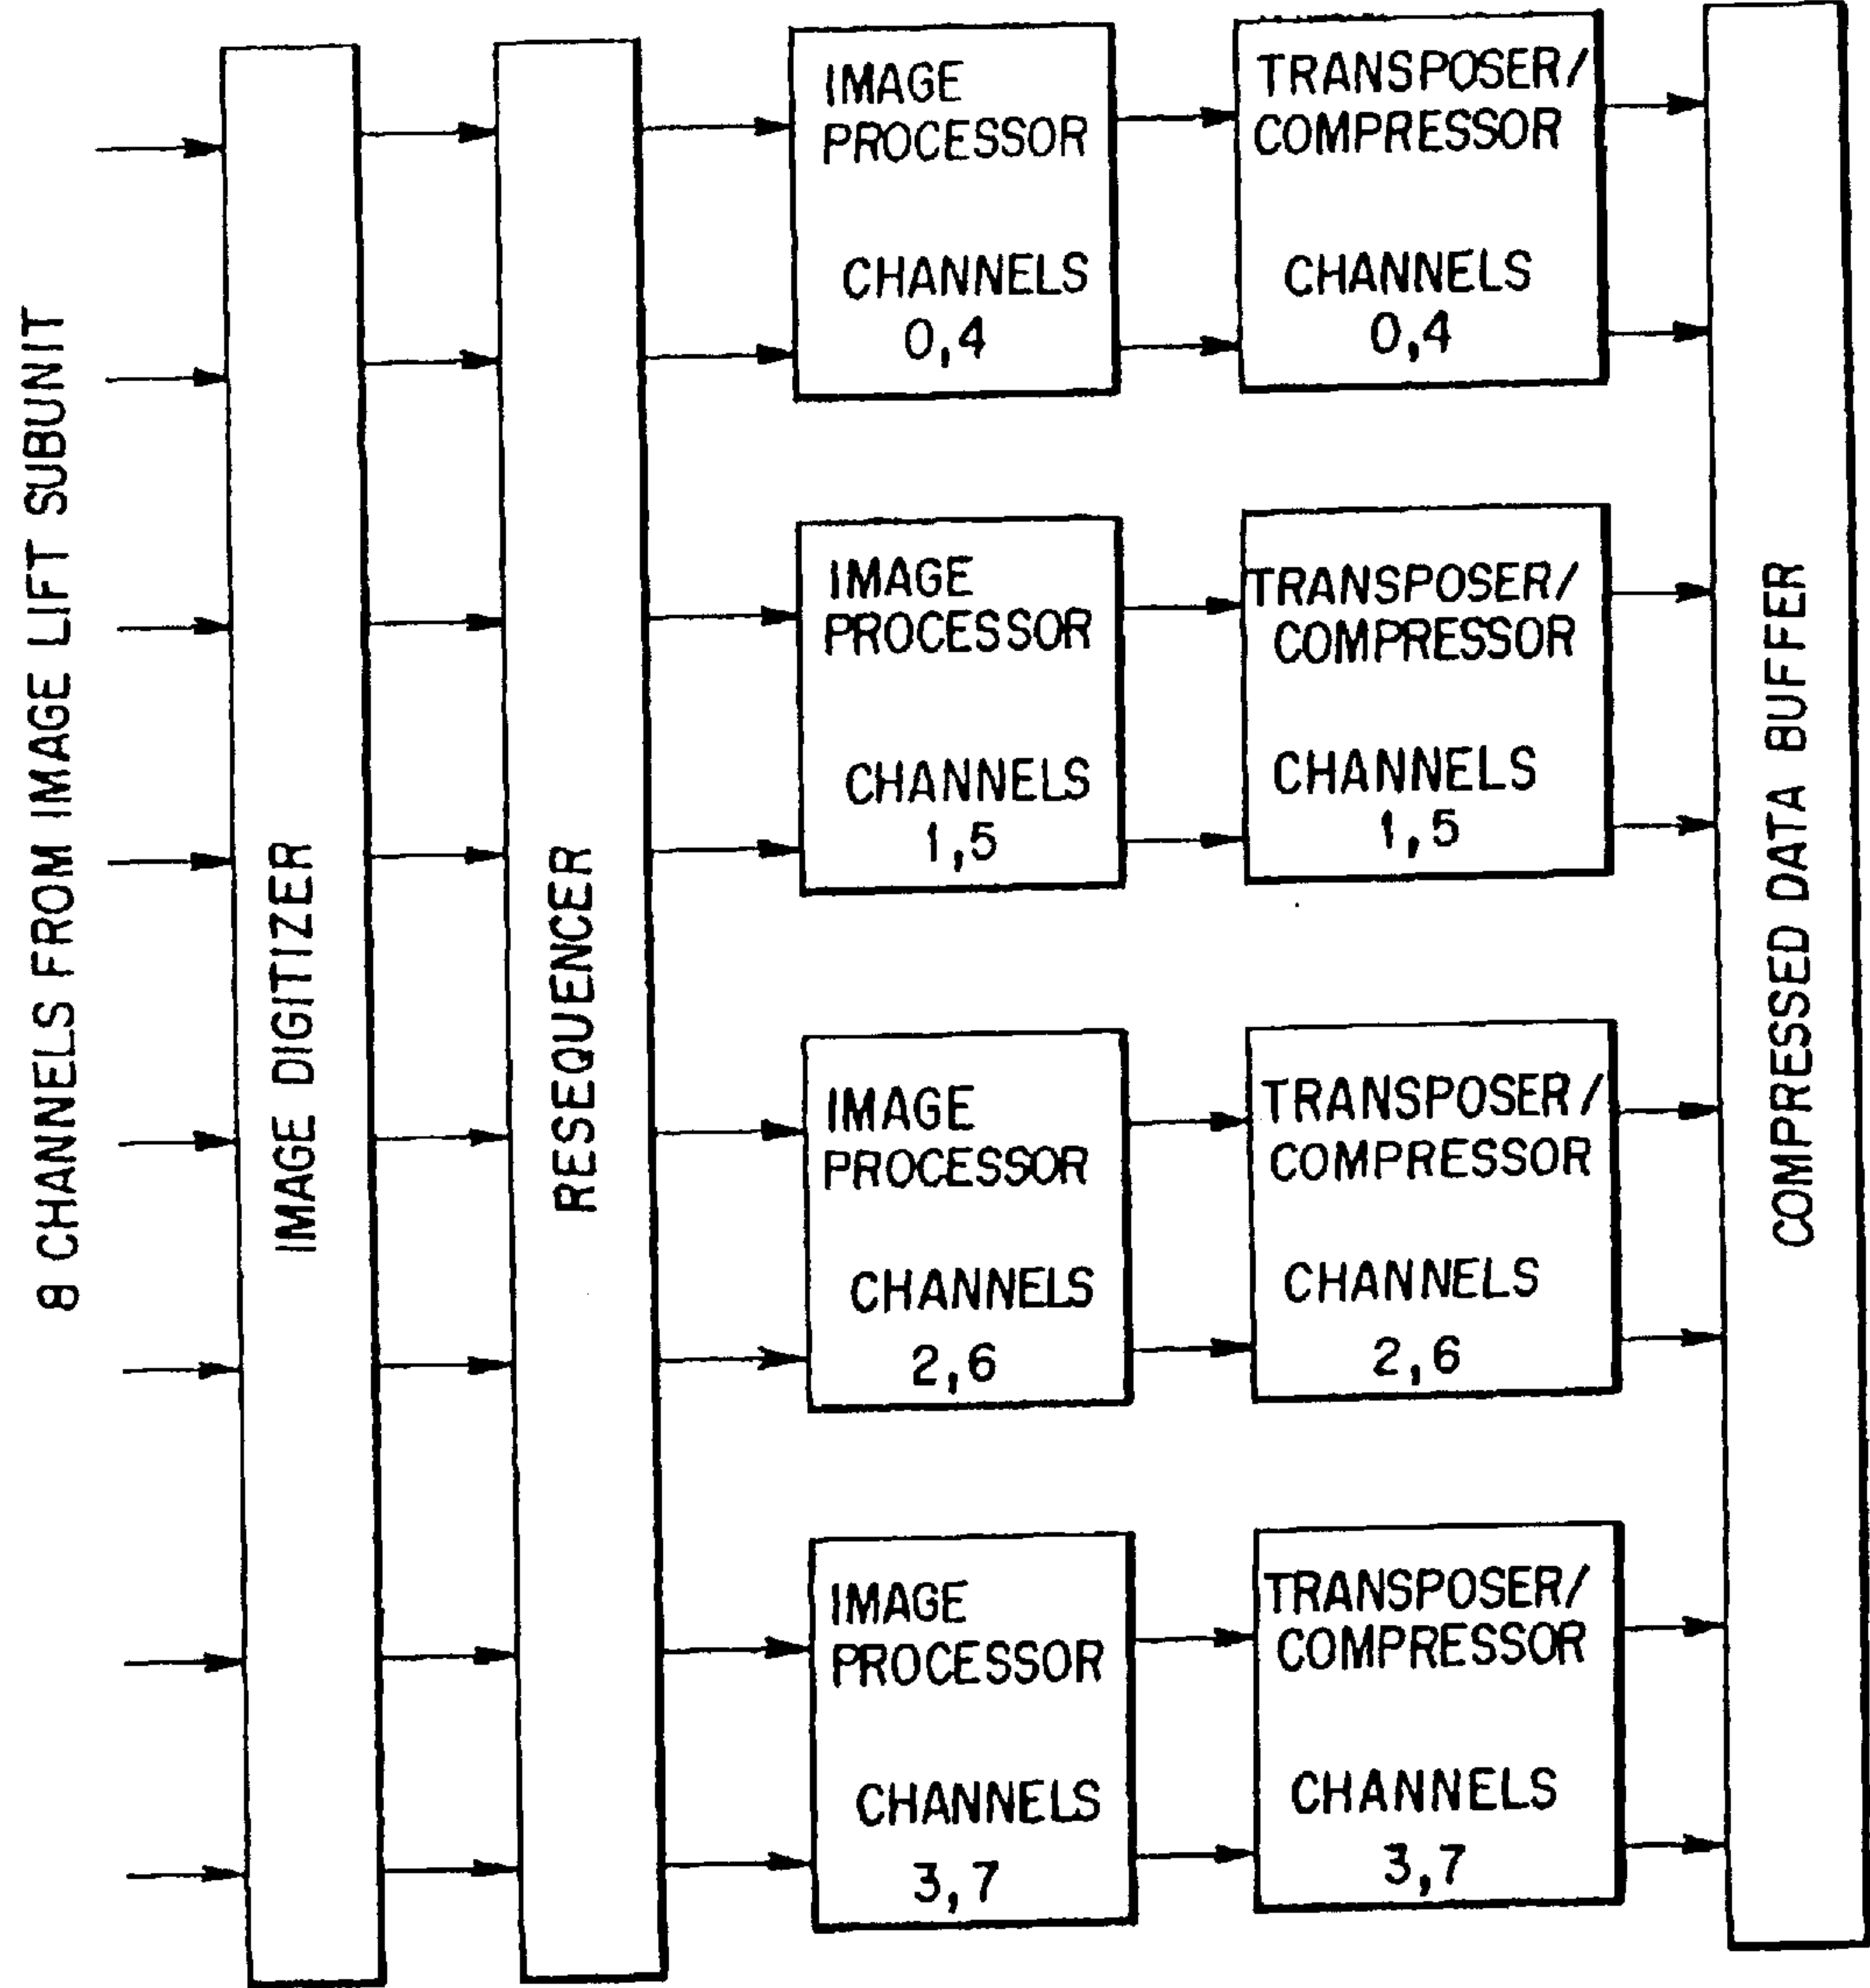 8 CHANNELS FROM IMAGE LIFT SUBUNIT
IMAGE DIGITIZER
RESEQUENCER
IMAGE
PROCESSOR
CHANNELS
0,4
TRANSPOSER/
COMPRESSOR
CHANNELS
0,4
IMAGE
PROCESSOR
CHANNELS
1,5
TRANSPOSER/
COMPRESSOR
CHANNELS
1,5
IMAGE
PROCESSOR
CHANNELS
2,6
TRANSPOSER/
COMPRESSOR
CHANNELS
2,6
IMAGE
PROCESSOR
CHANNELS
3,7
TRANSPOSER/
COMPRESSOR
CHANNELS
3,7
COMPRESSED DATA BUFFER